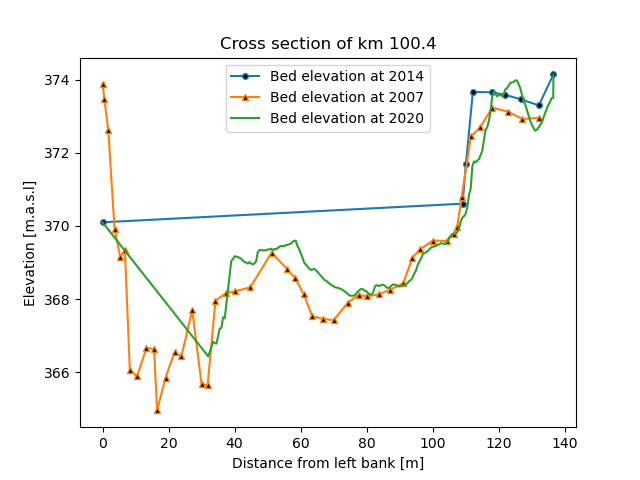 Cross section of km 100.4
Bed elevation at 2014
Bed elevation at 2007
Bed elevation at 2020
Elevation [m.a.s.l]
374
372
370
368
366
0 20 40 60 80 100 120 140
Distance from left bank [m]